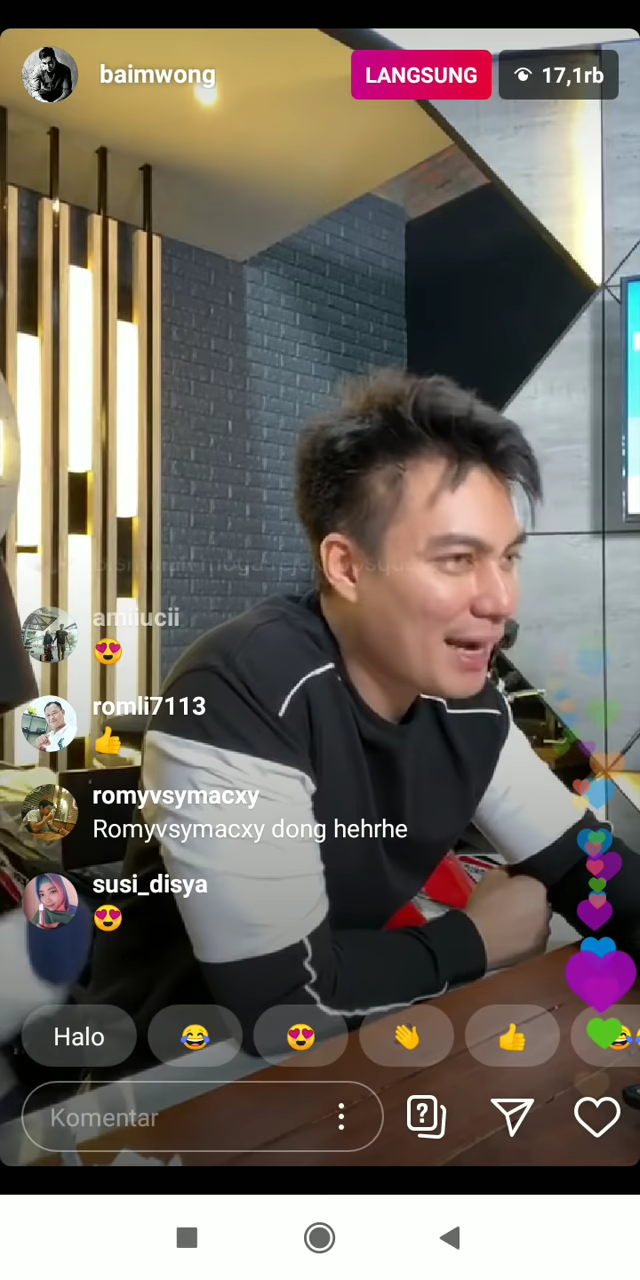 baimwong
LANGSUNG
17,1rb
amiiucii
😍
romli7113
👍
romyvsymacxy
Romyvsymacxy dong hehrhe
susi_disya
😍
Halo
😂
😍
👋
👍
😂
Komentar
?